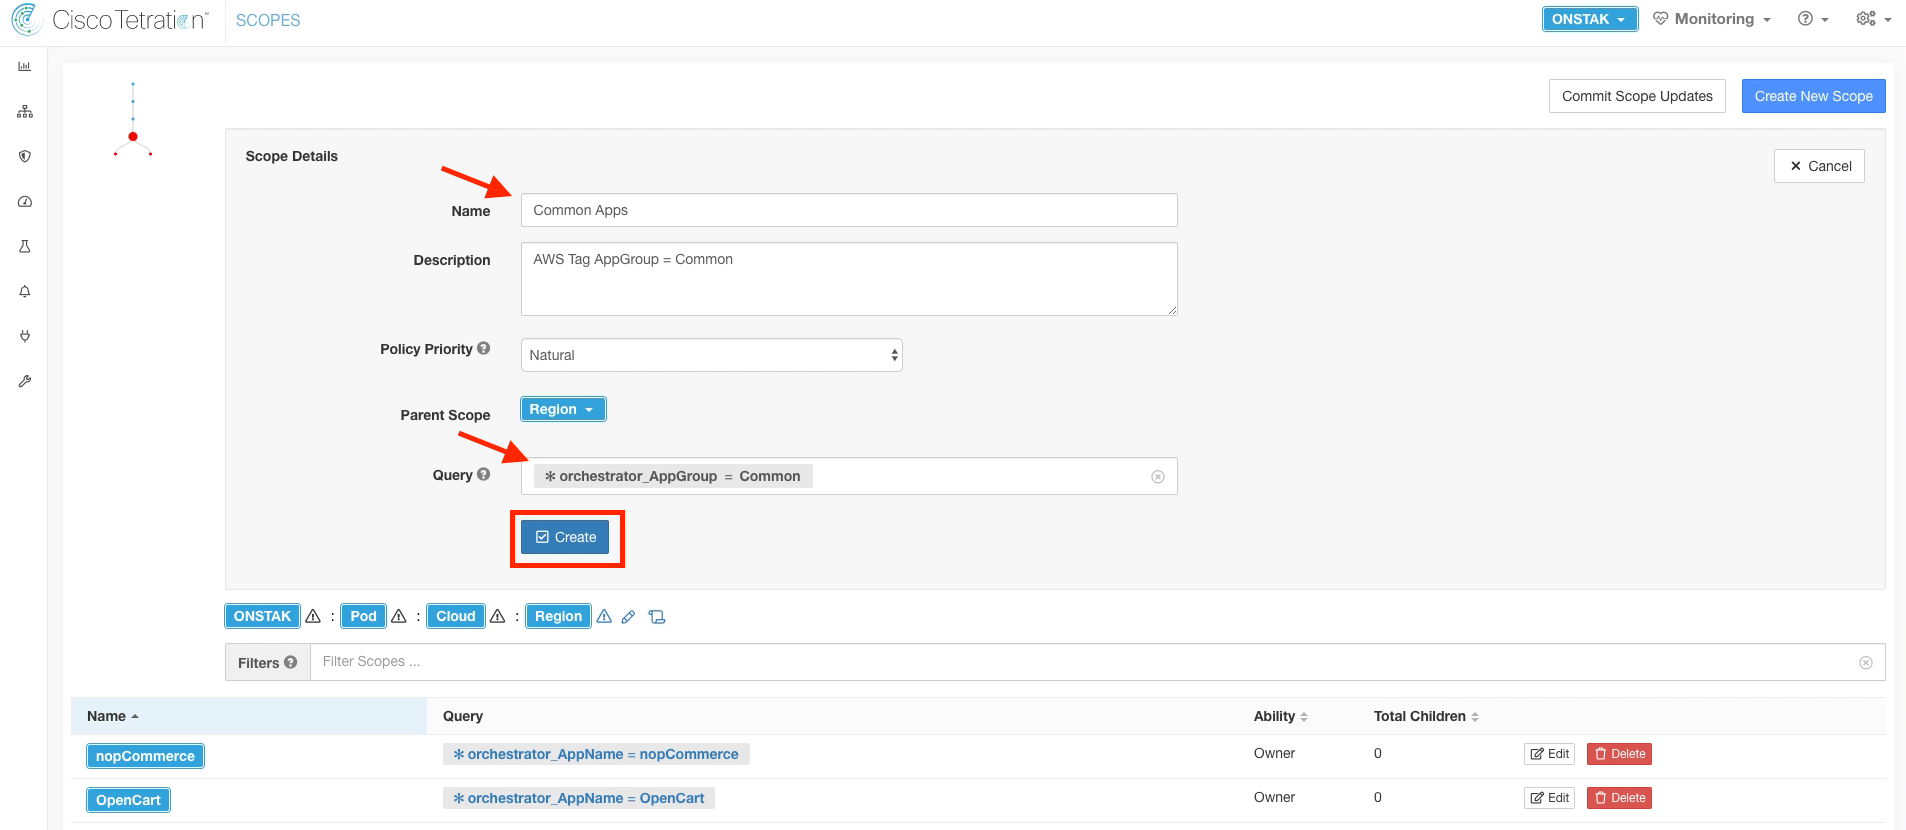 Cisco Tetration™ SCOPES ONSTAK Monitoring
Commit Scope Updates Create New Scope
Scope Details
Cancel
Name Common Apps
Description AWS Tag AppGroup = Common
Policy Priority Natural
Parent Scope Region
Query * orchestrator_AppGroup = Common
Create
ONSTAK : Pod : Cloud : Region
Filters Filter Scopes ...
Name Query Ability Total Children
nopCommerce * orchestrator_AppName = nopCommerce Owner 0 Edit Delete
OpenCart * orchestrator_AppName = OpenCart Owner 0 Edit Delete